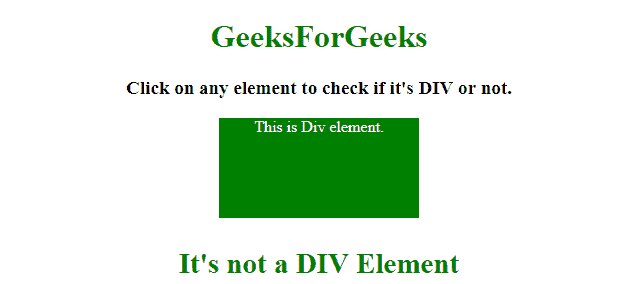 GeeksForGeeks
Click on any element to check if it's DIV or not.
This is Div element.
It's not a DIV Element